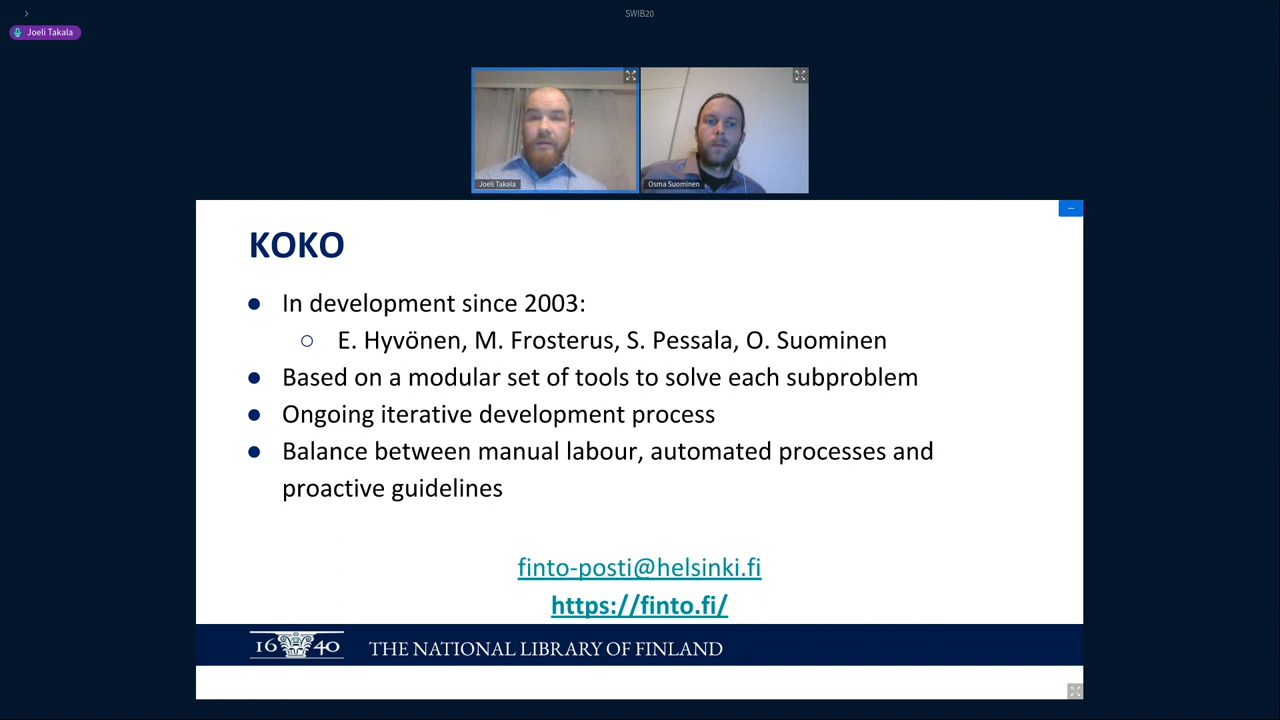 SWIB20
Joeli Takala
Joeli Takala
Osma Suominen
KOKO
In development since 2003:
E. Hyvönen, M. Frosterus, S. Pessala, O. Suominen
Based on a modular set of tools to solve each subproblem
Ongoing iterative development process
Balance between manual labour, automated processes and
proactive guidelines
finto-posti@helsinki.fi
https://finto.fi/
16 40 THE NATIONAL LIBRARY OF FINLAND